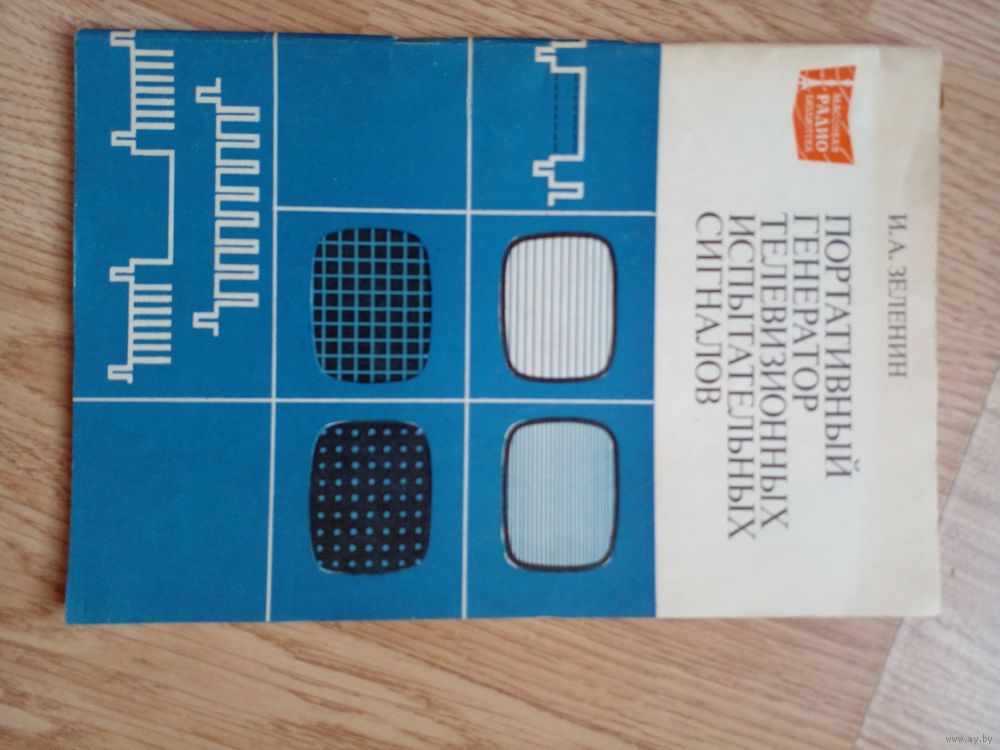 И. А. ЗЕЛЕНИН
МАССОВАЯ
РАДИО
БИБЛИОТЕКА
ПОРТАТИВНЫЙ
ГЕНЕРАТОР
ТЕЛЕВИЗИОННЫХ
ИСПЫТАТЕЛЬНЫХ
СИГНАЛОВ
www.ay.by